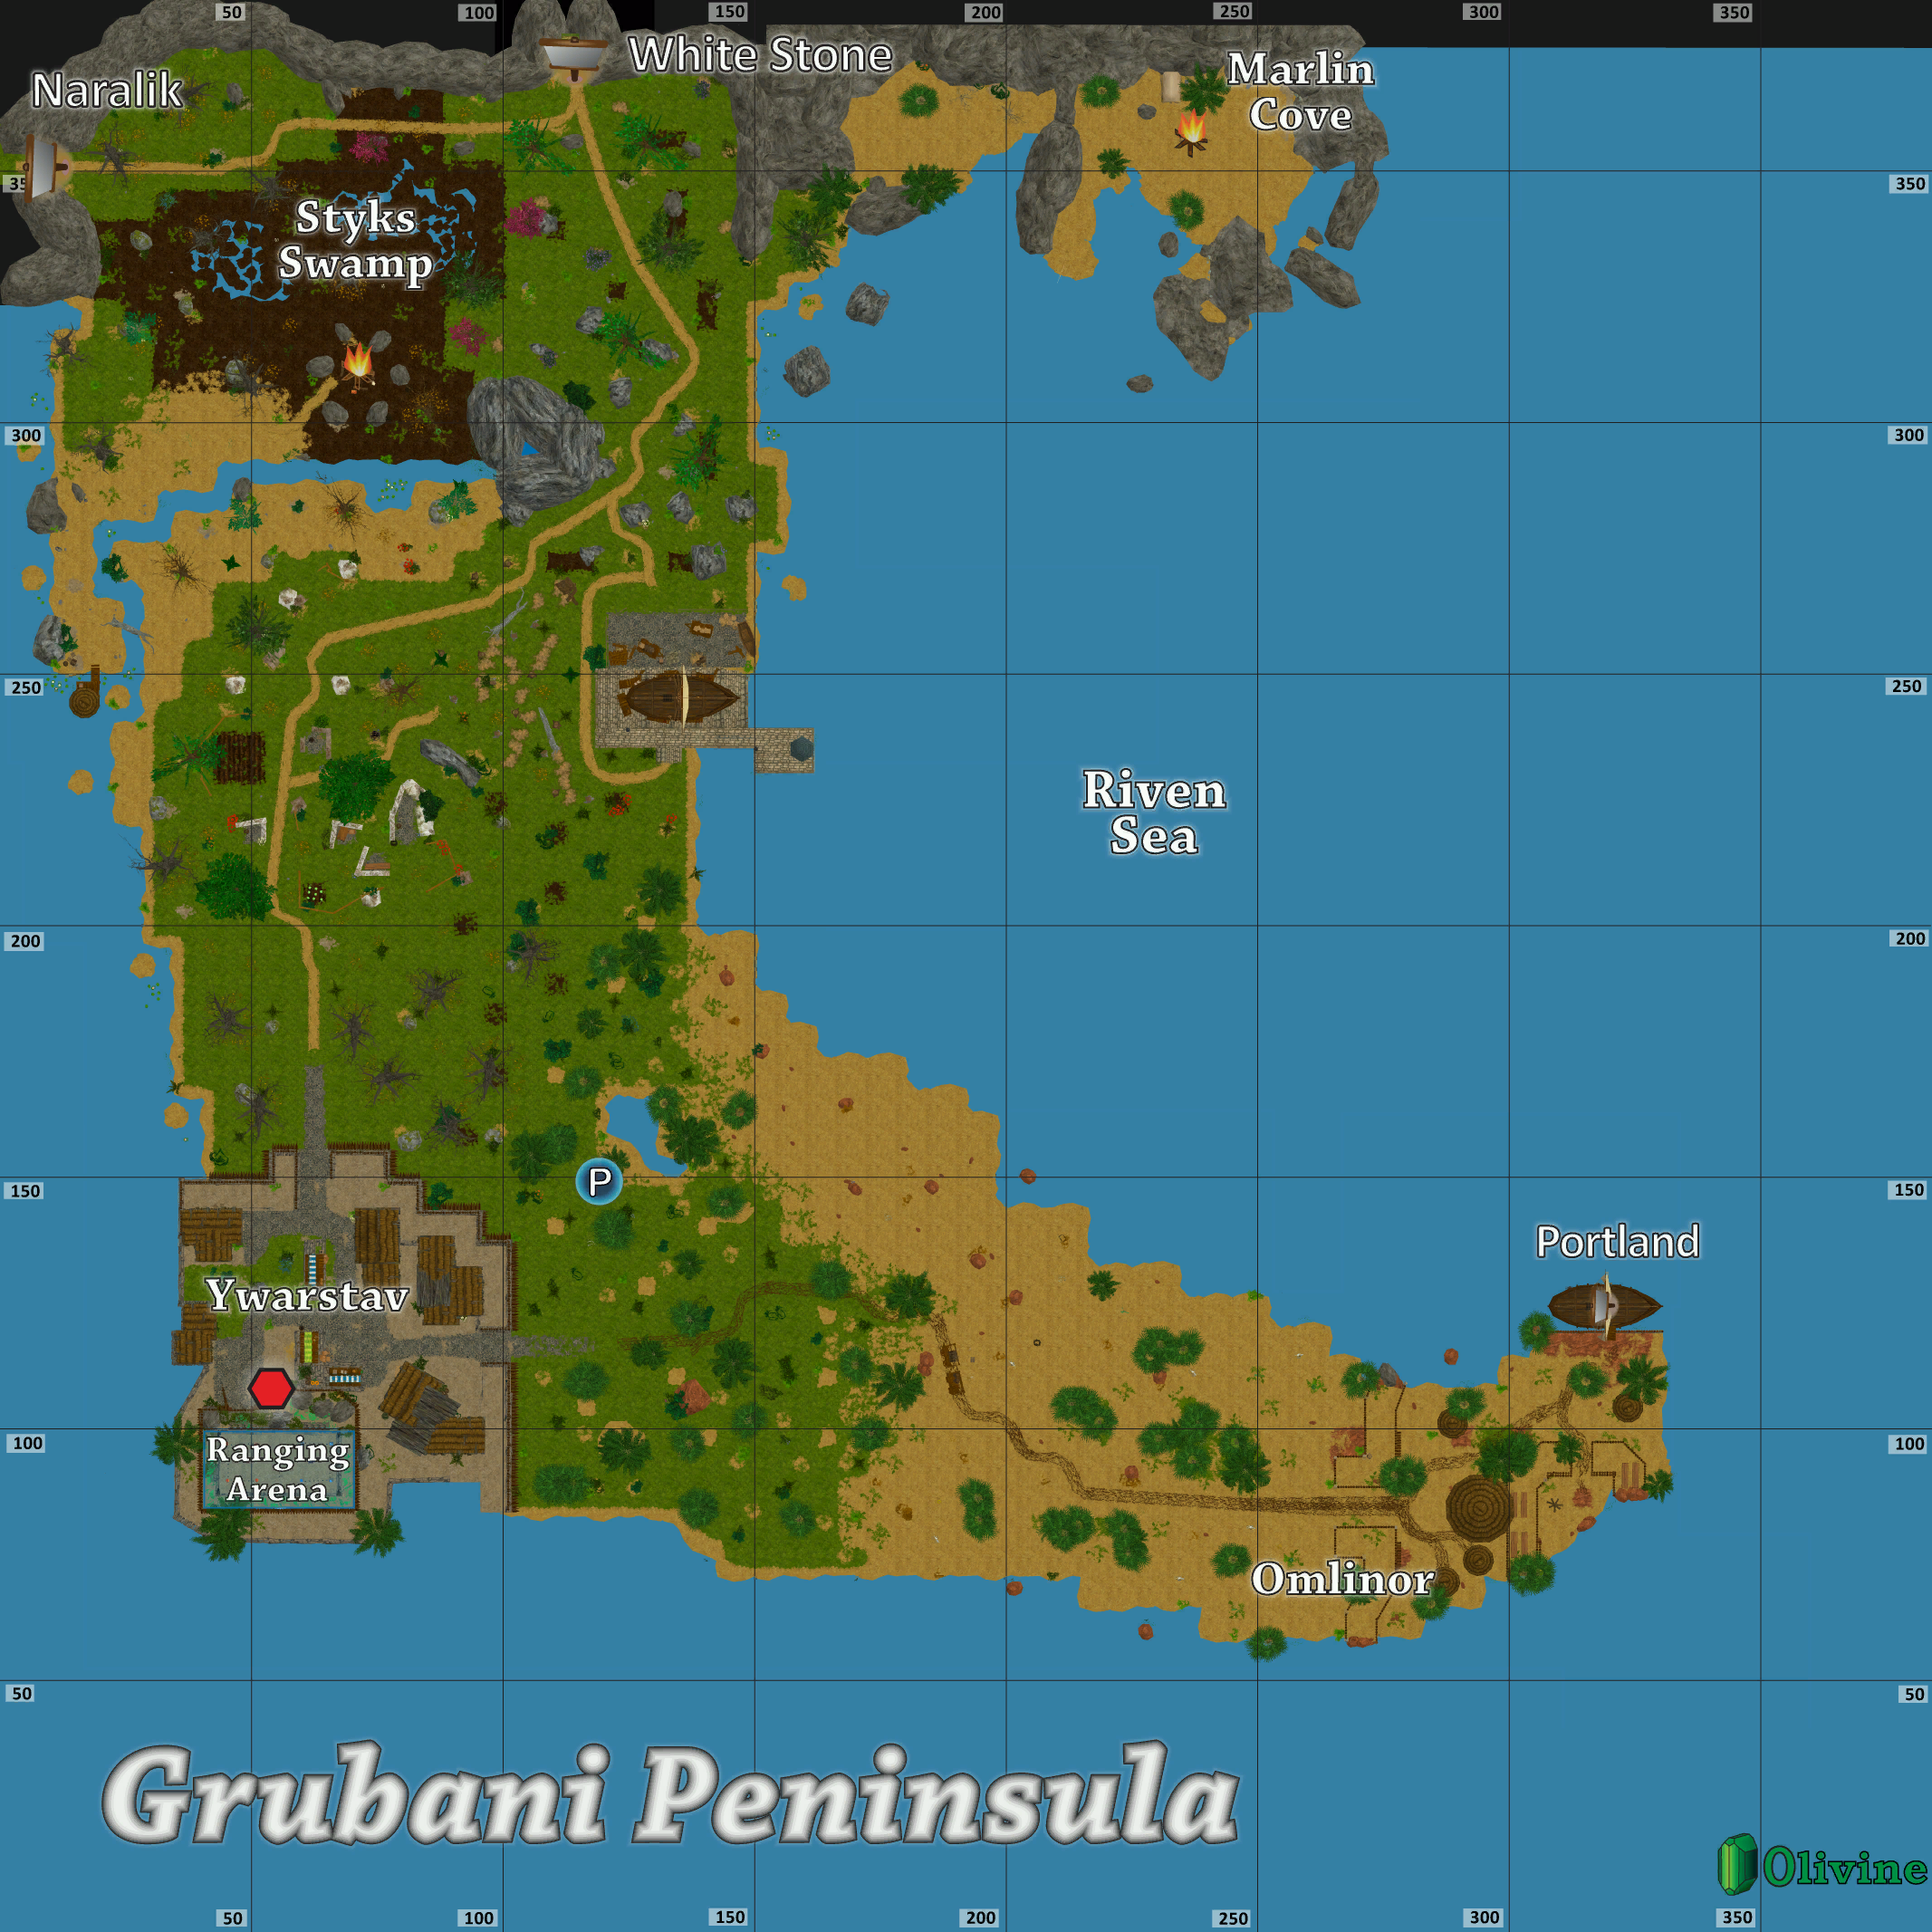 50 100 150 200 250 300 350
White Stone
Naralik
Marlin
Cove
35
350
Styks
Swamp
300
300
250
250
Riven
Sea
200
200
P
150
150
Portland
Ywarstav
100
100
Ranging
Arena
Omlinor
50
50
Grubani Peninsula
Olivine
50 100 150 200 250 300 350